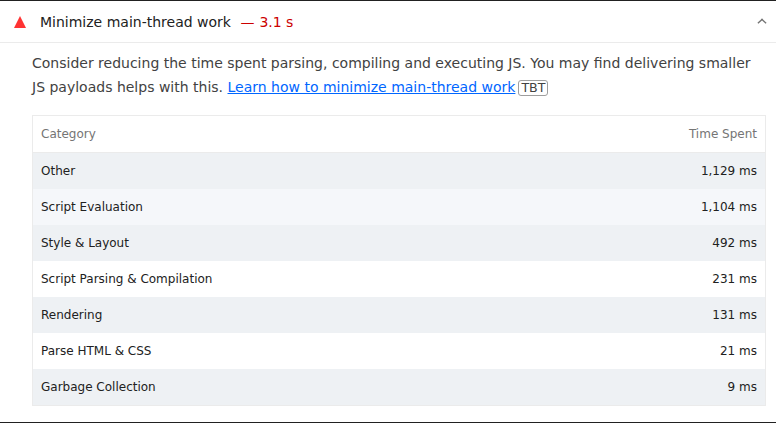 Minimize main-thread work — 3.1 s
Consider reducing the time spent parsing, compiling and executing JS. You may find delivering smaller
JS payloads helps with this. Learn how to minimize main-thread work TBT
Category Time Spent
Other 1,129 ms
Script Evaluation 1,104 ms
Style & Layout 492 ms
Script Parsing & Compilation 231 ms
Rendering 131 ms
Parse HTML & CSS 21 ms
Garbage Collection 9 ms